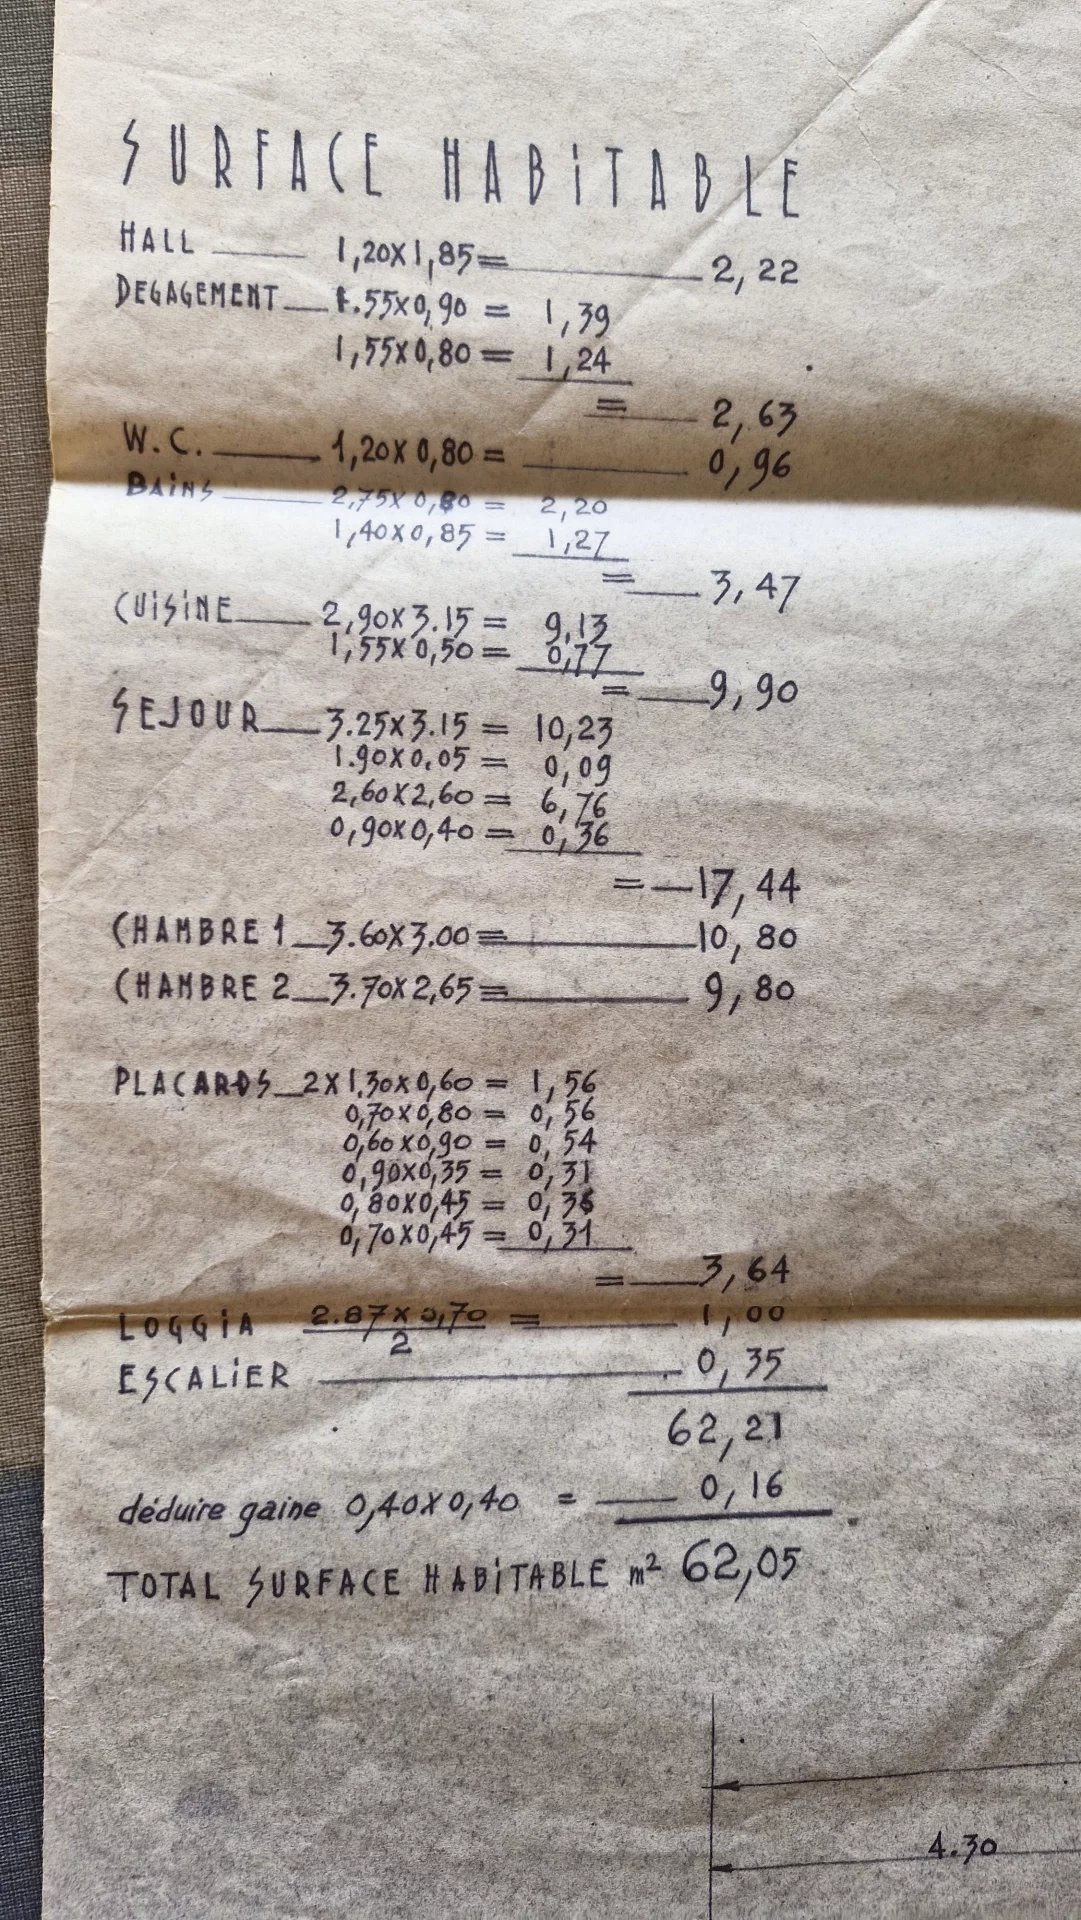 SURFACE HABiTABLE
HALL 1,20X1,85= 2,22
DEGAGEMENT 1.55X0,90 = 1,39
1,55X0,80 = 1,24
= 2,63
W.C. 1,20X0,80 = 0,96
BAiNS 2,75X0,80 = 2,20
1,40X0,85 = 1,27
= 3,47
CUiSiNE 2,90X3.15 = 9,13
1,55X0,50 = 0,77
= 9,90
SEJOUR 3.25X3.15 = 10,23
1.90X0.05 = 0,09
2,60X2,60 = 6,76
0,90X0,40 = 0,36
= 17,44
CHAMBRE 1 3.60X3.00= 10,80
CHAMBRE 2 3.70X2,65= 9,80
PLACARDS 2X1.30X0,60 = 1,56
0,70X0,80 = 0,56
0,60X0,90 = 0,54
0,90X0,35 = 0,31
0,80X0,45 = 0,36
0,70X0,45 = 0,31
= 3,64
LOGGiA 2.87X0,70 = 1,00
2
ESCALiER 0,35
62,21
déduire gaine 0,40X0,40 = 0,16
TOTAL SURFACE HABiTABLE m² 62,05
4.30